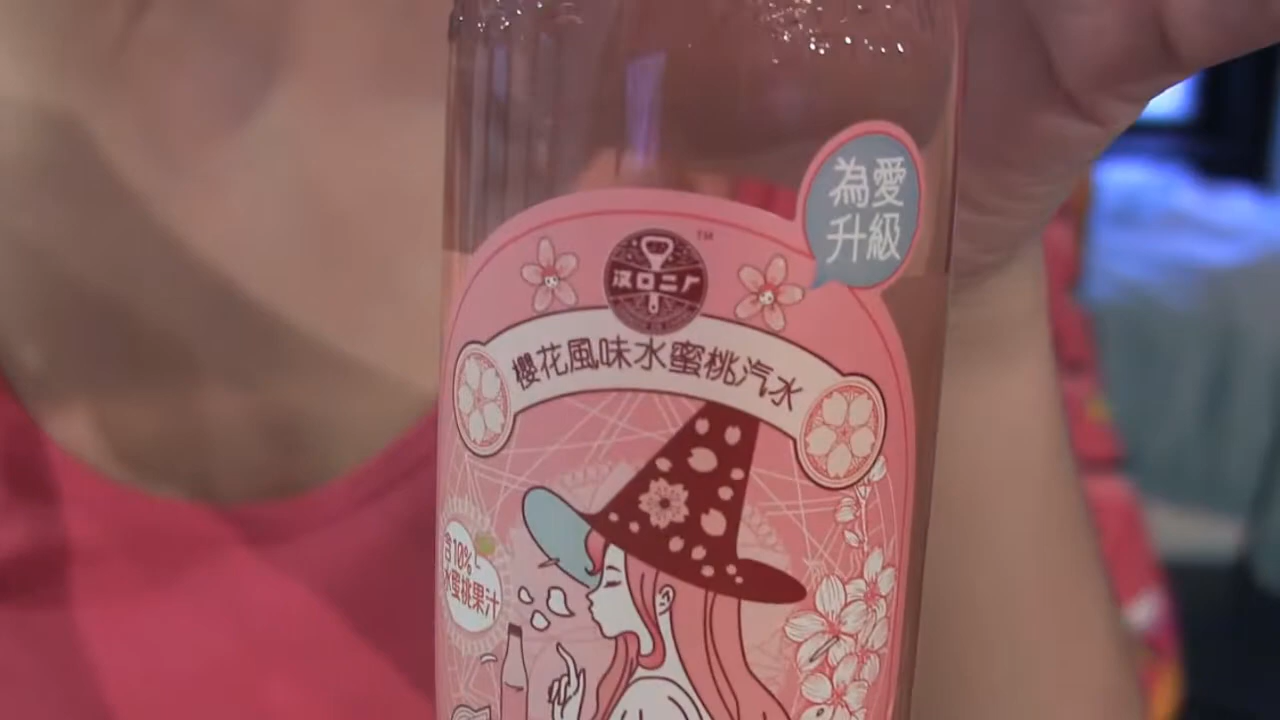 為愛
升級
TM
汉口二厂
櫻花風味水蜜桃汽水
含10%
水蜜桃果汁